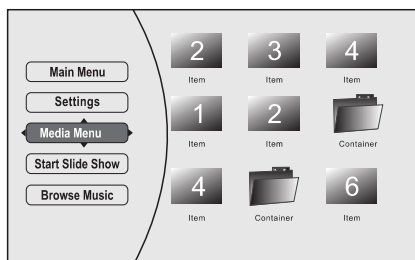 Main Menu
Settings
Media Menu
Start Slide Show
Browse Music
2 3 4
Item Item Item
1 2
Item Item Container
4 6
Item Container Item